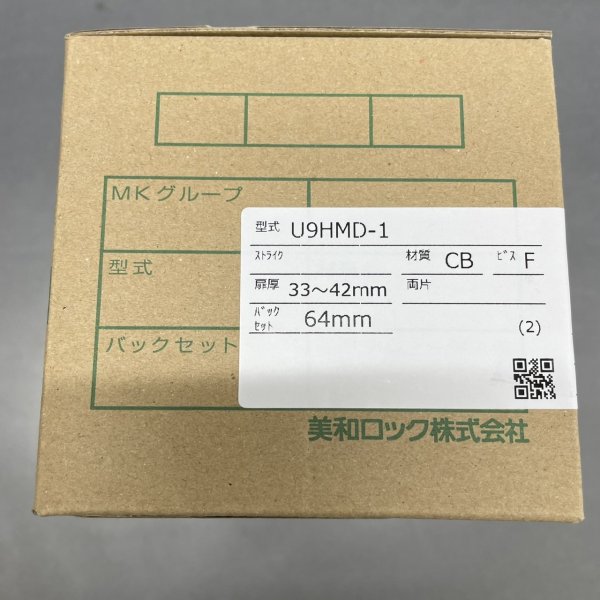 MKグループ
型式
バックセット
型式 U9HMD-1
ストライク 材質 CB ビス F
扉厚 33～42mm 両片
バックセット 64mm
(2)
美和ロック株式会社